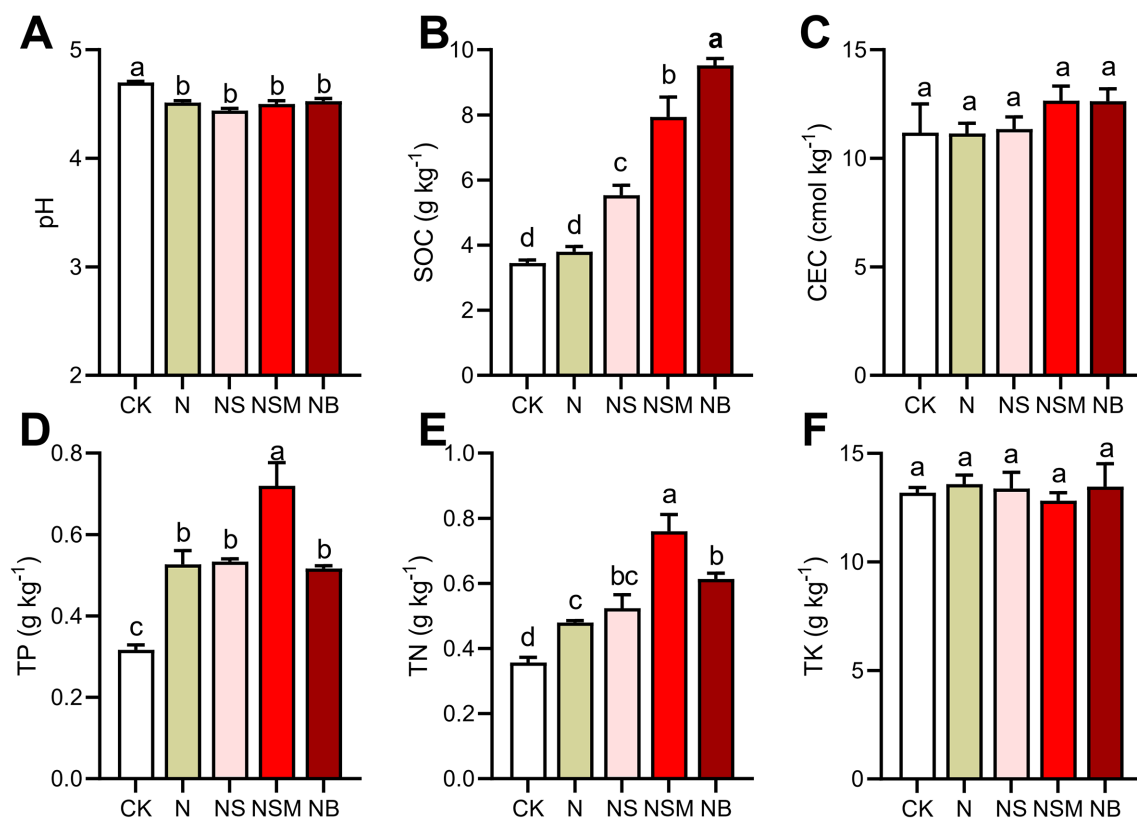 A
pH
5
4
3
2
a
b
b
b
b
CK
N
NS
NSM
NB
B
SOC (g kg⁻¹)
10
8
6
4
2
0
d
d
c
b
a
CK
N
NS
NSM
NB
C
CEC (cmol kg⁻¹)
15
10
5
0
a
a
a
a
a
CK
N
NS
NSM
NB
D
TP (g kg⁻¹)
0.8
0.6
0.4
0.2
0.0
c
b
b
a
b
CK
N
NS
NSM
NB
E
TN (g kg⁻¹)
1.0
0.8
0.6
0.4
0.2
0.0
d
c
bc
a
b
CK
N
NS
NSM
NB
F
TK (g kg⁻¹)
15
10
5
0
a
a
a
a
a
CK
N
NS
NSM
NB